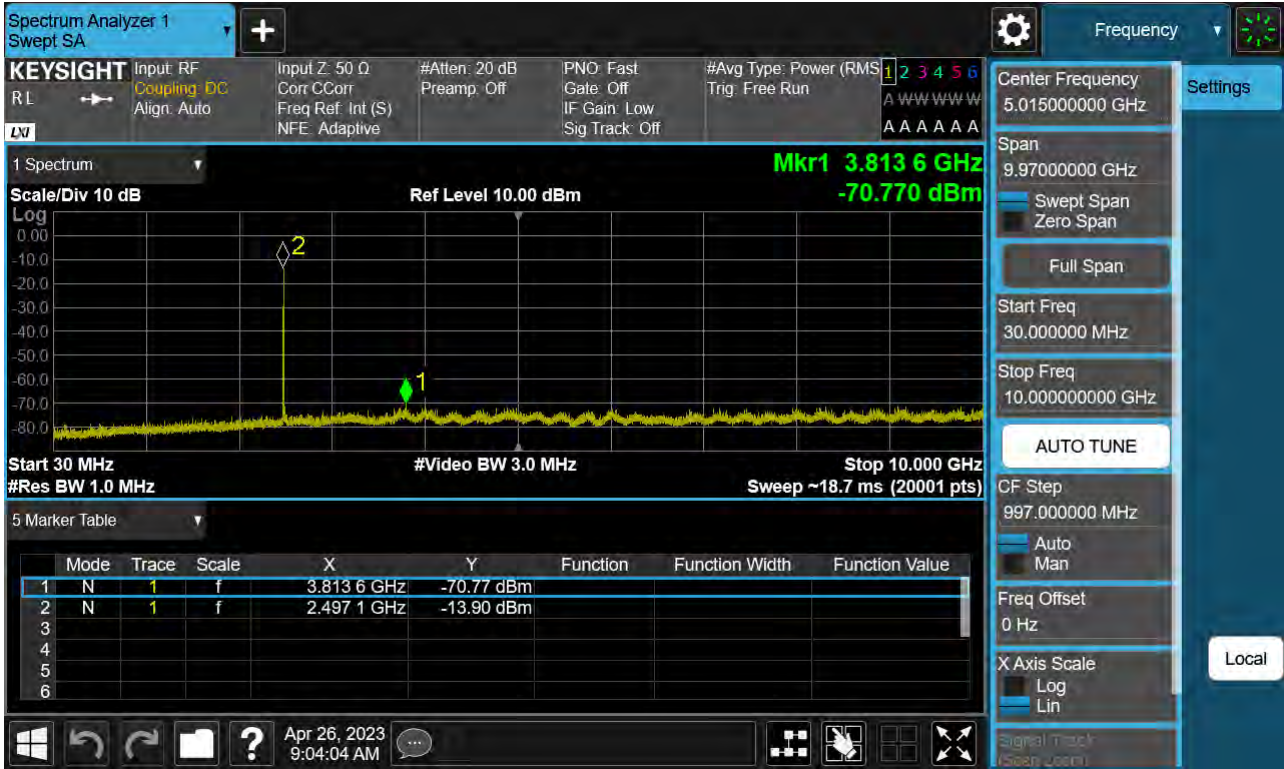 Spectrum Analyzer 1
Swept SA
+
Frequency
KEYSIGHT
RL
LXI
Input: RF
Coupling: DC
Align: Auto
Input Z: 50 Ω
Corr CCorr
Freq Ref: Int (S)
NFE: Adaptive
#Atten: 20 dB
Preamp: Off
PNO: Fast
Gate: Off
IF Gain: Low
Sig Track: Off
#Avg Type: Power (RMS
Trig: Free Run
1 2 3 4 5 6
A W W W W W
A A A A A A
1 Spectrum
Scale/Div 10 dB
Ref Level 10.00 dBm
Mkr1 3.813 6 GHz
-70.770 dBm
Log
0.00
-10.0
-20.0
-30.0
-40.0
-50.0
-60.0
-70.0
-80.0
2
1
Start 30 MHz
#Video BW 3.0 MHz
Stop 10.000 GHz
#Res BW 1.0 MHz
Sweep ~18.7 ms (20001 pts)
5 Marker Table
Mode Trace Scale X Y Function Function Width Function Value
1 N 1 f 3.813 6 GHz -70.77 dBm
2 N 1 f 2.497 1 GHz -13.90 dBm
3
4
5
6
Apr 26, 2023
9:04:04 AM
?
Center Frequency
5.015000000 GHz
Settings
Span
9.97000000 GHz
Swept Span
Zero Span
Full Span
Start Freq
30.000000 MHz
Stop Freq
10.000000000 GHz
AUTO TUNE
CF Step
997.000000 MHz
Auto
Man
Freq Offset
0 Hz
X Axis Scale
Log
Lin
Local
Signal Track
(Span Zoom)